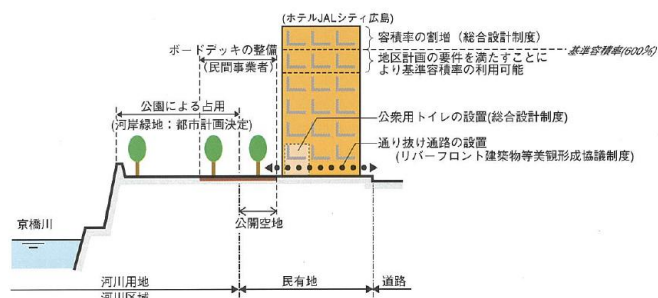 (ホテルJALシティ広島)
容積率の割増（総合設計制度）
基準容積率(600%)
ボードデッキの整備
(民間事業者)
地区計画の要件を満たすことに
より基準容積率の利用可能
公園による占用
(河岸緑地：都市計画決定)
公衆用トイレの設置(総合設計制度)
通り抜け通路の設置
(リバーフロント建築物等美観形成協議制度)
公開空地
京橋川
河川用地
民有地
道路
河川区域